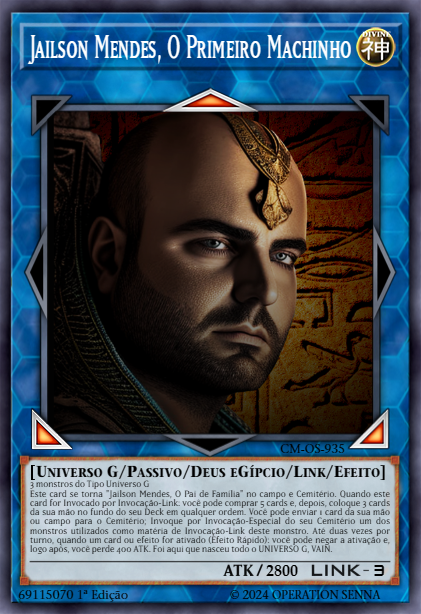 Jailson Mendes, O Primeiro Machinho
DIVINE
神
CM-OS-935
[Universo G/Passivo/Deus eGípcio/Link/Efeito]
3 monstros do Tipo Universo G
Este card se torna "Jailson Mendes, O Pai de Família" no campo e Cemitério. Quando este
card for Invocado por Invocação-Link: você pode comprar 5 cards e, depois, coloque 3 cards
da sua mão no fundo do seu Deck em qualquer ordem. Você pode enviar 1 card da sua mão
ou campo para o Cemitério; Invoque por Invocação-Especial do seu Cemitério um dos
monstros utilizados como matéria de Invocação-Link deste monstro. Até duas vezes por
turno, quando um card ou efeito for ativado (Efeito Rápido): você pode negar a ativação e,
logo após, você perde 400 ATK. Foi aqui que nasceu todo o UNIVERSO G, VAIÑ.
ATK / 2800 LINK-3
69115070 1ª Edição © 2024 OPERATION SENNA